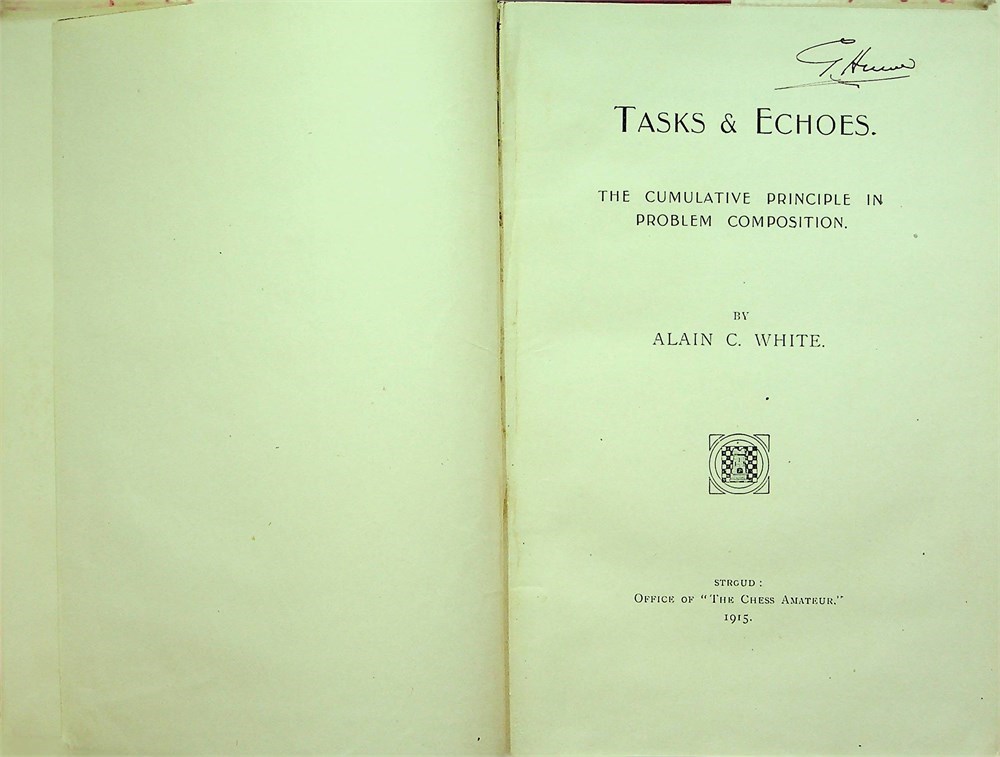 TASKS & ECHOES.
THE CUMULATIVE PRINCIPLE IN
PROBLEM COMPOSITION.
BY
ALAIN C. WHITE.
STROUD:
OFFICE OF "THE CHESS AMATEUR,"
1915.